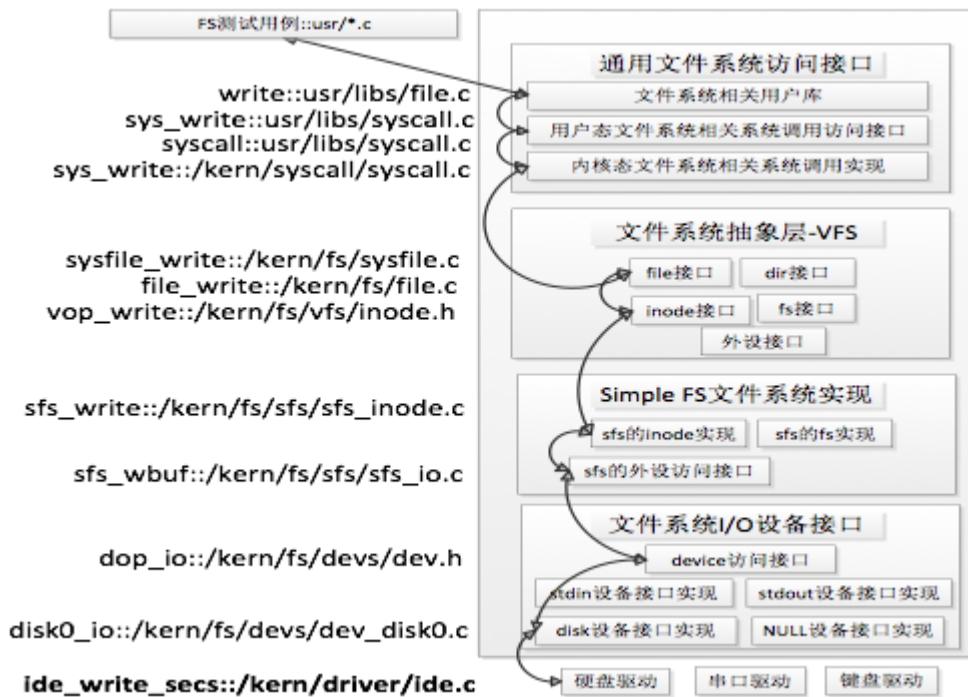 FS测试用例::usr/*.c
通用文件系统访问接口
write::usr/libs/file.c
文件系统相关用户库
sys_write::usr/libs/syscall.c
用户态文件系统相关系统调用访问接口
syscall::usr/libs/syscall.c
内核态文件系统相关系统调用实现
sys_write::/kern/syscall/syscall.c
文件系统抽象层-VFS
sysfile_write::/kern/fs/sysfile.c
file接口
dir接口
file_write::/kern/fs/file.c
vop_write::/kern/fs/vfs/inode.h
inode接口
fs接口
外设接口
Simple FS文件系统实现
sfs_write::/kern/fs/sfs/sfs_inode.c
sfs的inode实现
sfs的fs实现
sfs_wbuf::/kern/fs/sfs/sfs_io.c
sfs的外设访问接口
文件系统I/O设备接口
dop_io::/kern/fs/devs/dev.h
device访问接口
stdin设备接口实现
stdout设备接口实现
disk0_io::/kern/fs/devs/dev_disk0.c
disk设备接口实现
NULL设备接口实现
ide_write_secs::/kern/driver/ide.c
硬盘驱动
串口驱动
键盘驱动